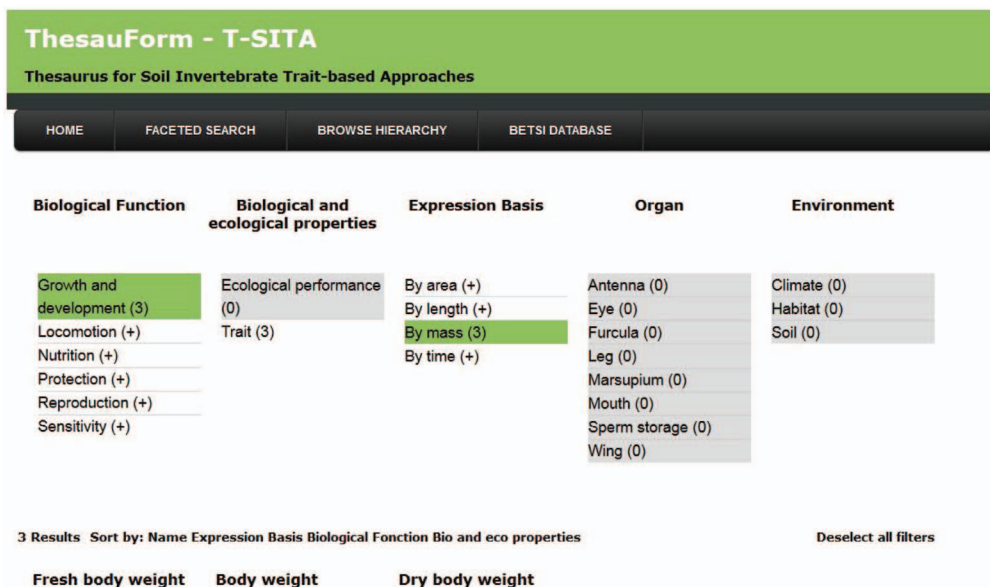 ThesauForm - T-SITA
Thesaurus for Soil Invertebrate Trait-based Approaches
HOME FACETED SEARCH BROWSE HIERARCHY BETSI DATABASE
Biological Function
Growth and
development (3)
Locomotion (+)
Nutrition (+)
Protection (+)
Reproduction (+)
Sensitivity (+)
Biological and
ecological properties
Ecological performance
(0)
Trait (3)
Expression Basis
By area (+)
By length (+)
By mass (3)
By time (+)
Organ
Antenna (0)
Eye (0)
Furcula (0)
Leg (0)
Marsupium (0)
Mouth (0)
Sperm storage (0)
Wing (0)
Environment
Climate (0)
Habitat (0)
Soil (0)
3 Results Sort by: Name Expression Basis Biological Fonction Bio and eco properties Deselect all filters
Fresh body weight Body weight Dry body weight